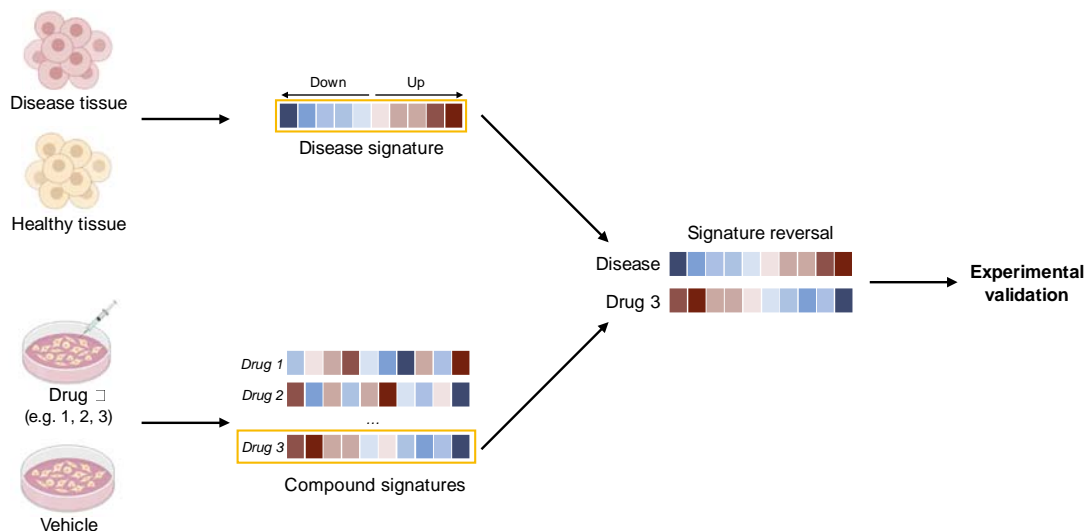 Disease tissue
Healthy tissue
Down
Up
Disease signature
Drug □
(e.g. 1, 2, 3)
Vehicle
Drug 1
Drug 2
...
Drug 3
Compound signatures
Signature reversal
Disease
Drug 3
Experimental
validation